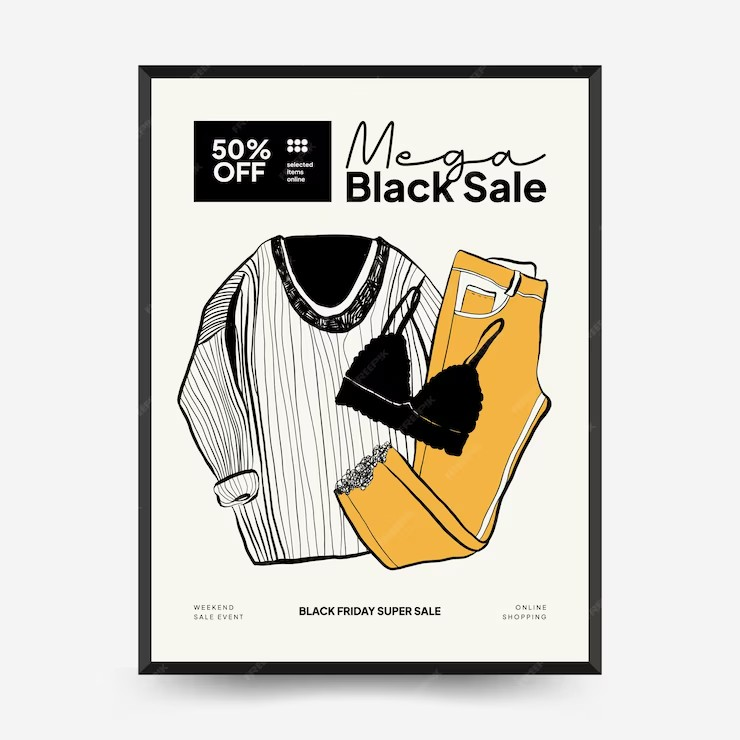 50%
OFF
selected
items
online
Mega
Black Sale
WEEKEND
SALE EVENT
BLACK FRIDAY SUPER SALE
ONLINE
SHOPPING